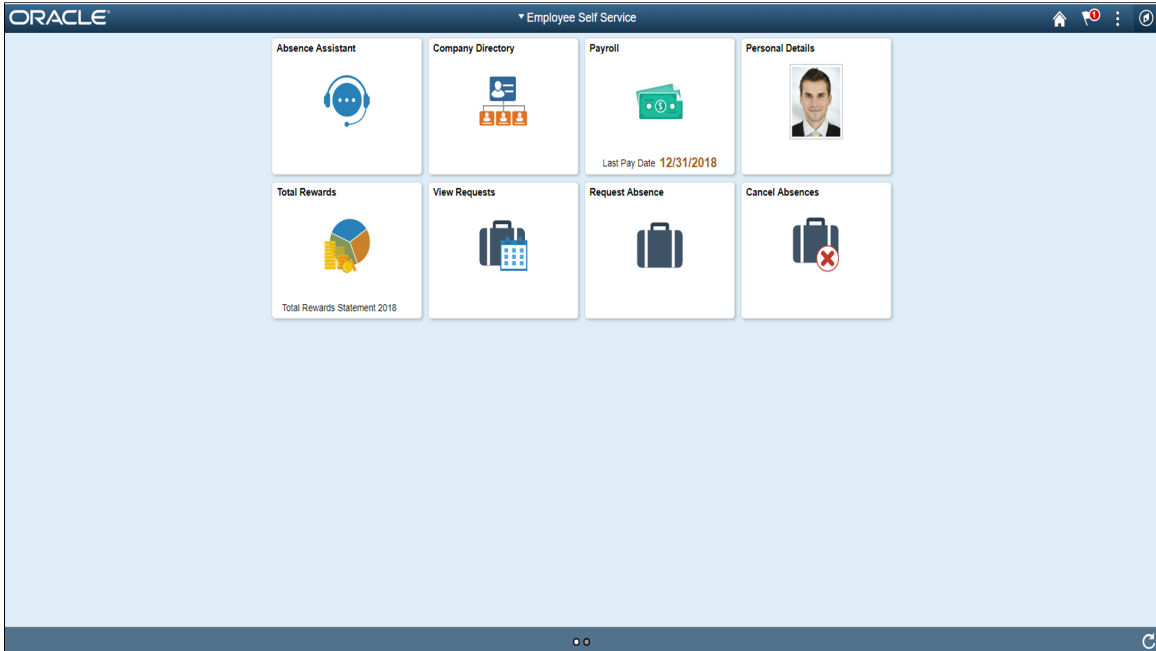 ORACLE®
▼ Employee Self Service
1
Absence Assistant
Company Directory
Payroll
Personal Details
Last Pay Date 12/31/2018
Total Rewards
View Requests
Request Absence
Cancel Absences
Total Rewards Statement 2018